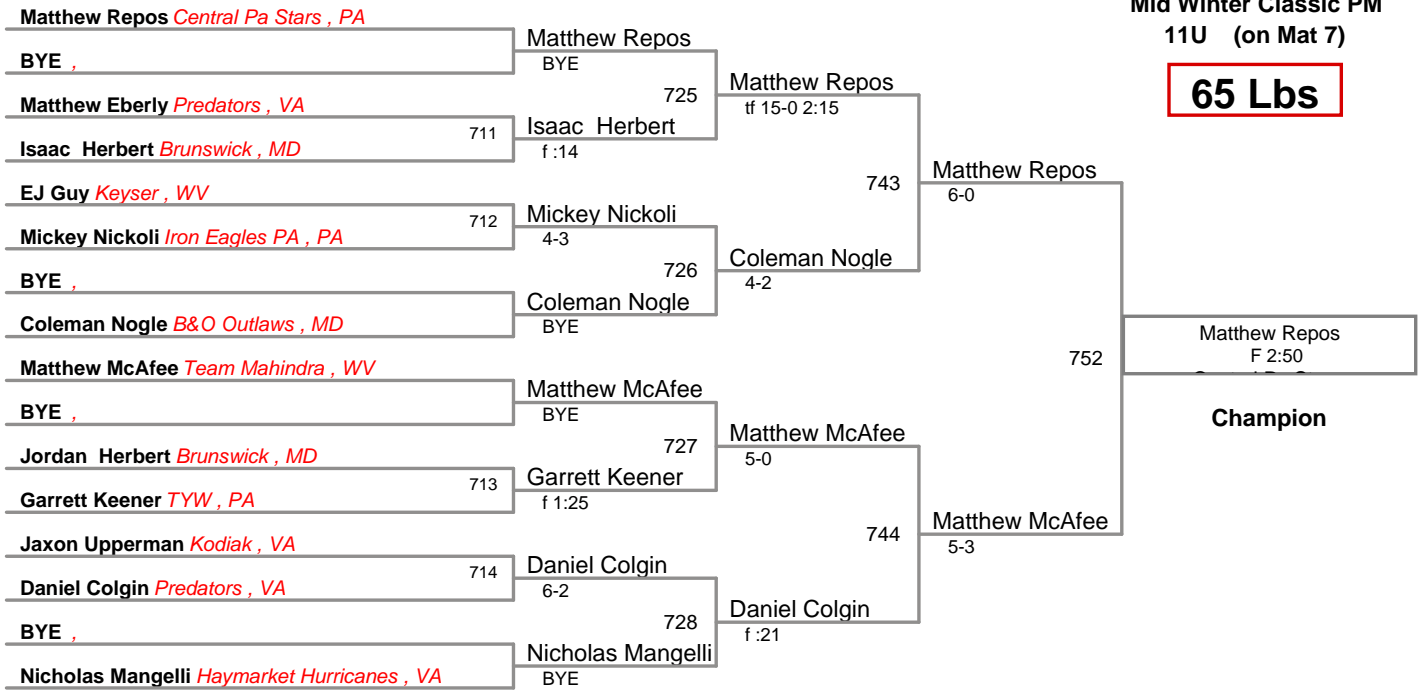 Mid Winter Classic PM
11U (on Mat 7)
65 Lbs
Matthew Repos Central Pa Stars , PA
BYE ,
Matthew Eberly Predators , VA
Isaac Herbert Brunswick , MD
EJ Guy Keyser , WV
Mickey Nickoli Iron Eagles PA , PA
BYE ,
Coleman Nogle B&O Outlaws , MD
Matthew McAfee Team Mahindra , WV
BYE ,
Jordan Herbert Brunswick , MD
Garrett Keener TYW , PA
Jaxon Upperman Kodiak , VA
Daniel Colgin Predators , VA
BYE ,
Nicholas Mangelli Haymarket Hurricanes , VA
711
712
713
714
Matthew Repos
BYE
Isaac Herbert
f :14
Mickey Nickoli
4-3
Coleman Nogle
BYE
Matthew McAfee
BYE
Garrett Keener
f 1:25
Daniel Colgin
6-2
Nicholas Mangelli
BYE
725
726
727
728
Matthew Repos
tf 15-0 2:15
Coleman Nogle
4-2
Matthew McAfee
5-0
Daniel Colgin
f :21
743
744
Matthew Repos
6-0
Matthew McAfee
5-3
752
Matthew Repos
F 2:50
Champion